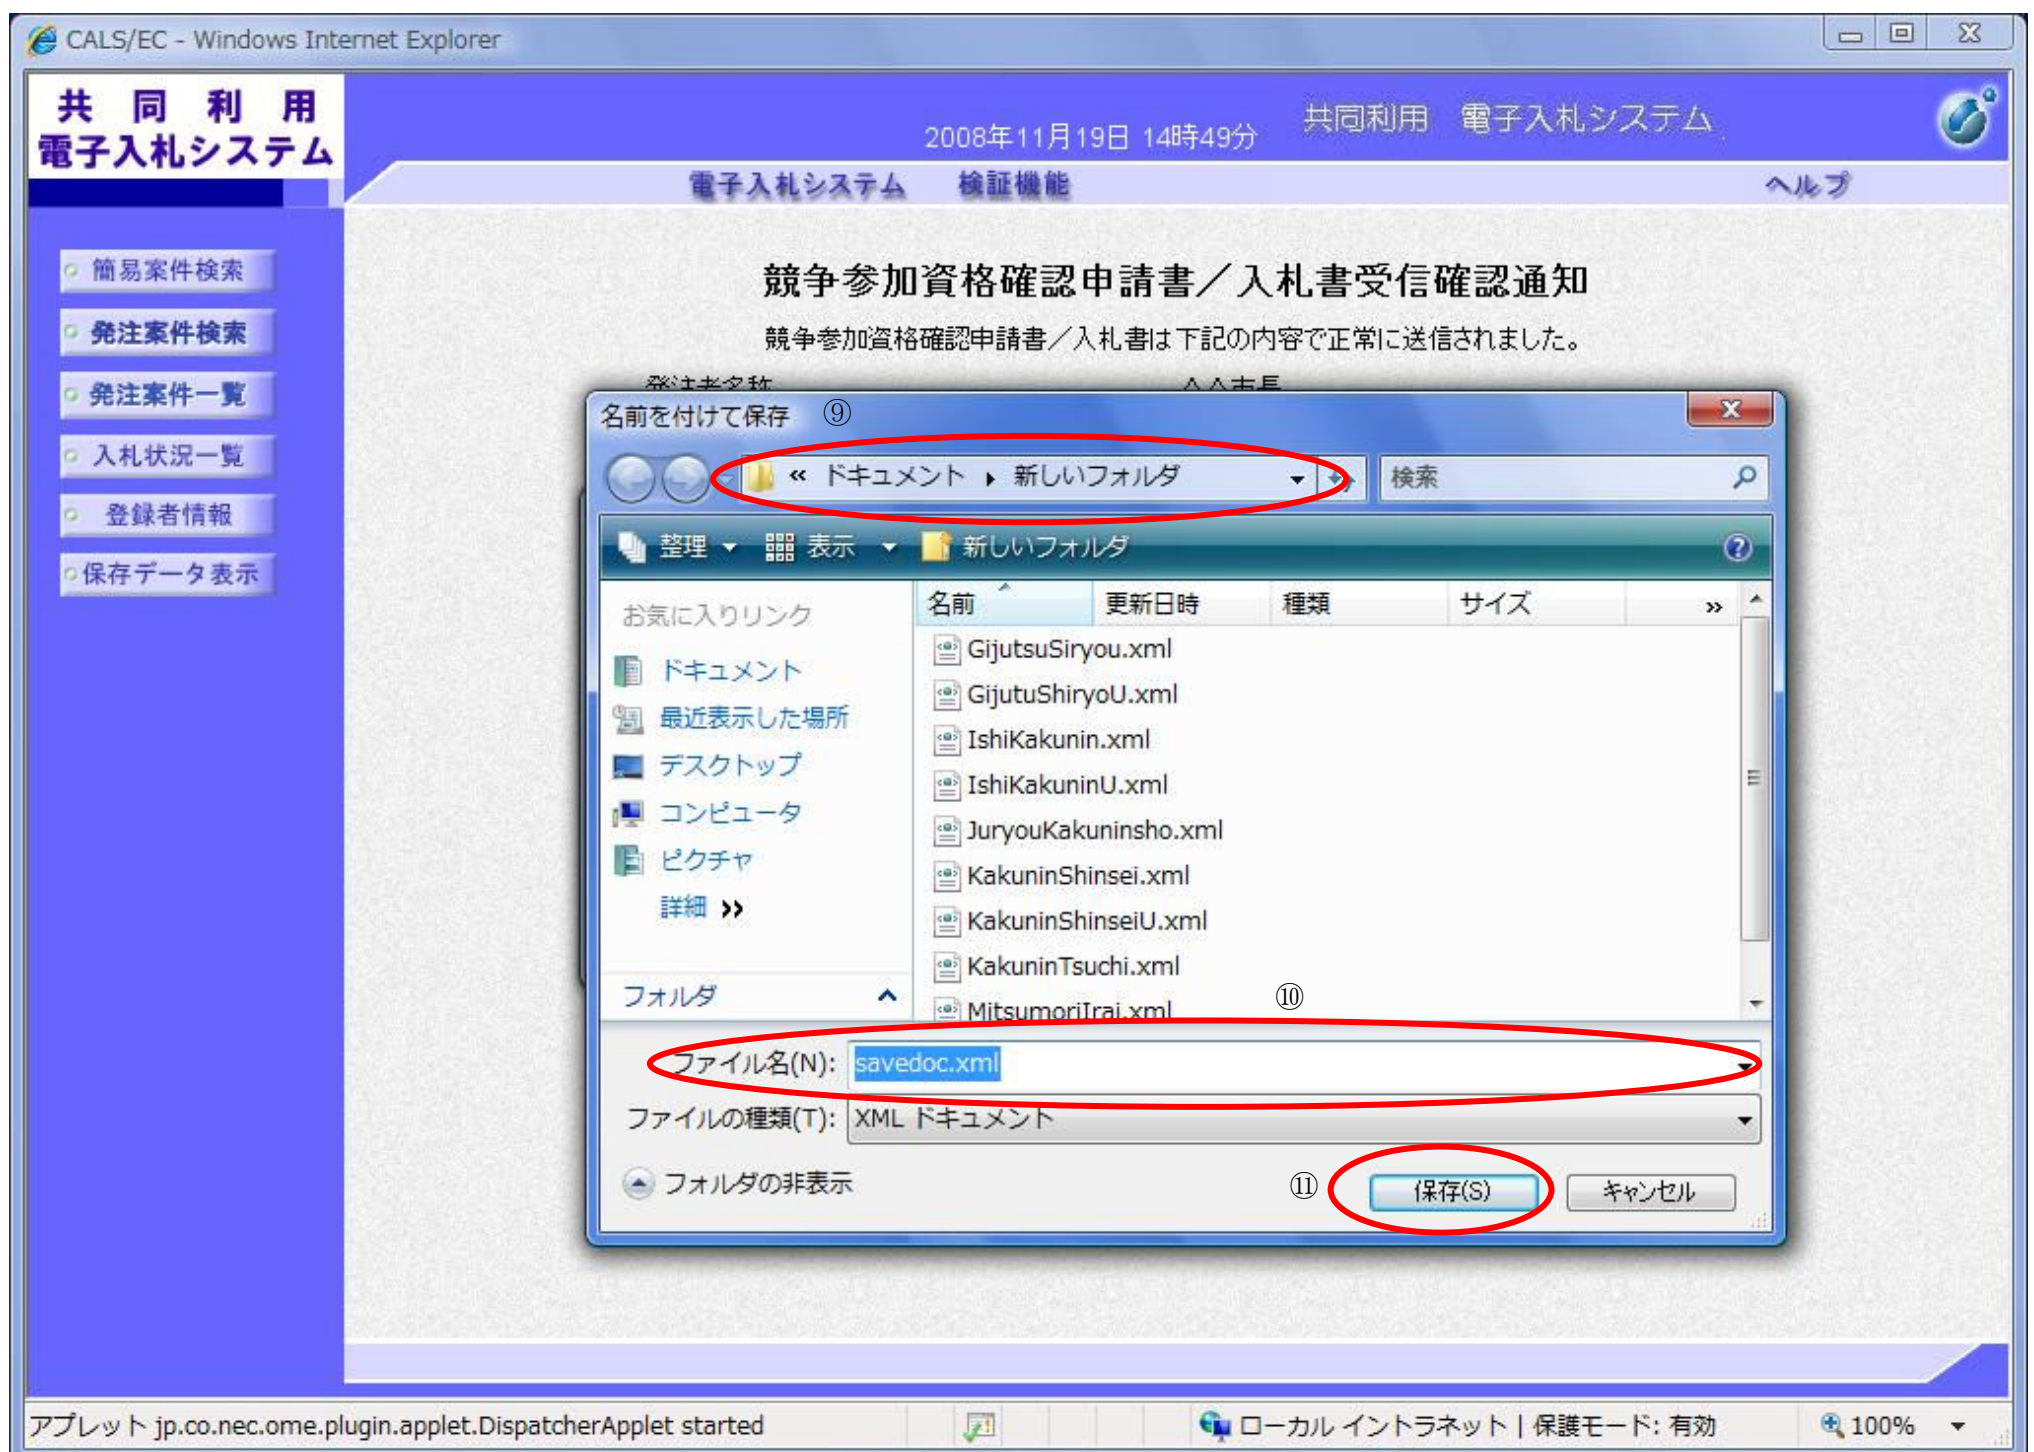 CALS/EC - Windows Internet Explorer
共同利用
電子入札システム
2008年11月19日 14時49分
共同利用 電子入札システム
電子入札システム 検証機能 ヘルプ
簡易案件検索
発注案件検索
発注案件一覧
入札状況一覧
登録者情報
保存データ表示
競争参加資格確認申請書／入札書受信確認通知
競争参加資格確認申請書／入札書は下記の内容で正常に送信されました。
発注者名称 △△市長
名前を付けて保存 ⑨
« ドキュメント ▸ 新しいフォルダ 検索
整理 表示 新しいフォルダ
お気に入りリンク
ドキュメント
最近表示した場所
デスクトップ
コンピュータ
ピクチャ
詳細 »
フォルダ
名前 更新日時 種類 サイズ »
GijutsuSiryou.xml
GijutuShiryoU.xml
IshiKakunin.xml
IshiKakuninU.xml
JuryouKakuninsho.xml
KakuninShinsei.xml
KakuninShinseiU.xml
KakuninTsuchi.xml
MitsumoriIrai.xml
⑩
ファイル名(N): savedoc.xml
ファイルの種類(T): XML ドキュメント
フォルダの非表示
⑪ 保存(S) キャンセル
アプレット jp.co.nec.ome.plugin.applet.DispatcherApplet started
ローカル イントラネット | 保護モード: 有効
100%